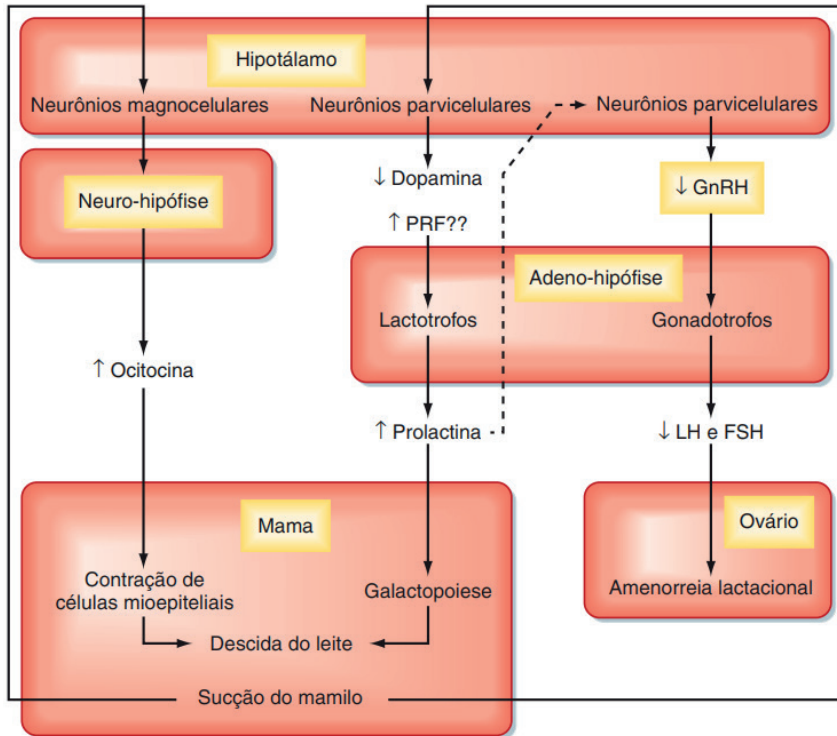 Hipotálamo
Neurônios magnocelulares
Neurônios parvicelulares
Neurônios parvicelulares
Neuro-hipófise
↓ Dopamina
↑ PRF??
↓ GnRH
Adeno-hipófise
Lactotrofos
Gonadotrofos
↑ Ocitocina
↑ Prolactina
↓ LH e FSH
Mama
Ovário
Contração de
células mioepiteliais
Galactopoiese
Amenorreia lactacional
Descida do leite
Sucção do mamilo